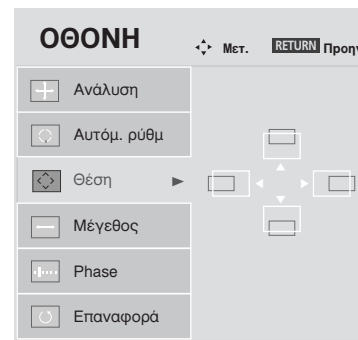 ΟΘΟΝΗ
Μετ. RETURN
Ανάλυση
Αυτόμ. ρύθμ
Θέση
Μέγεθος
Phase
Επαναφορά